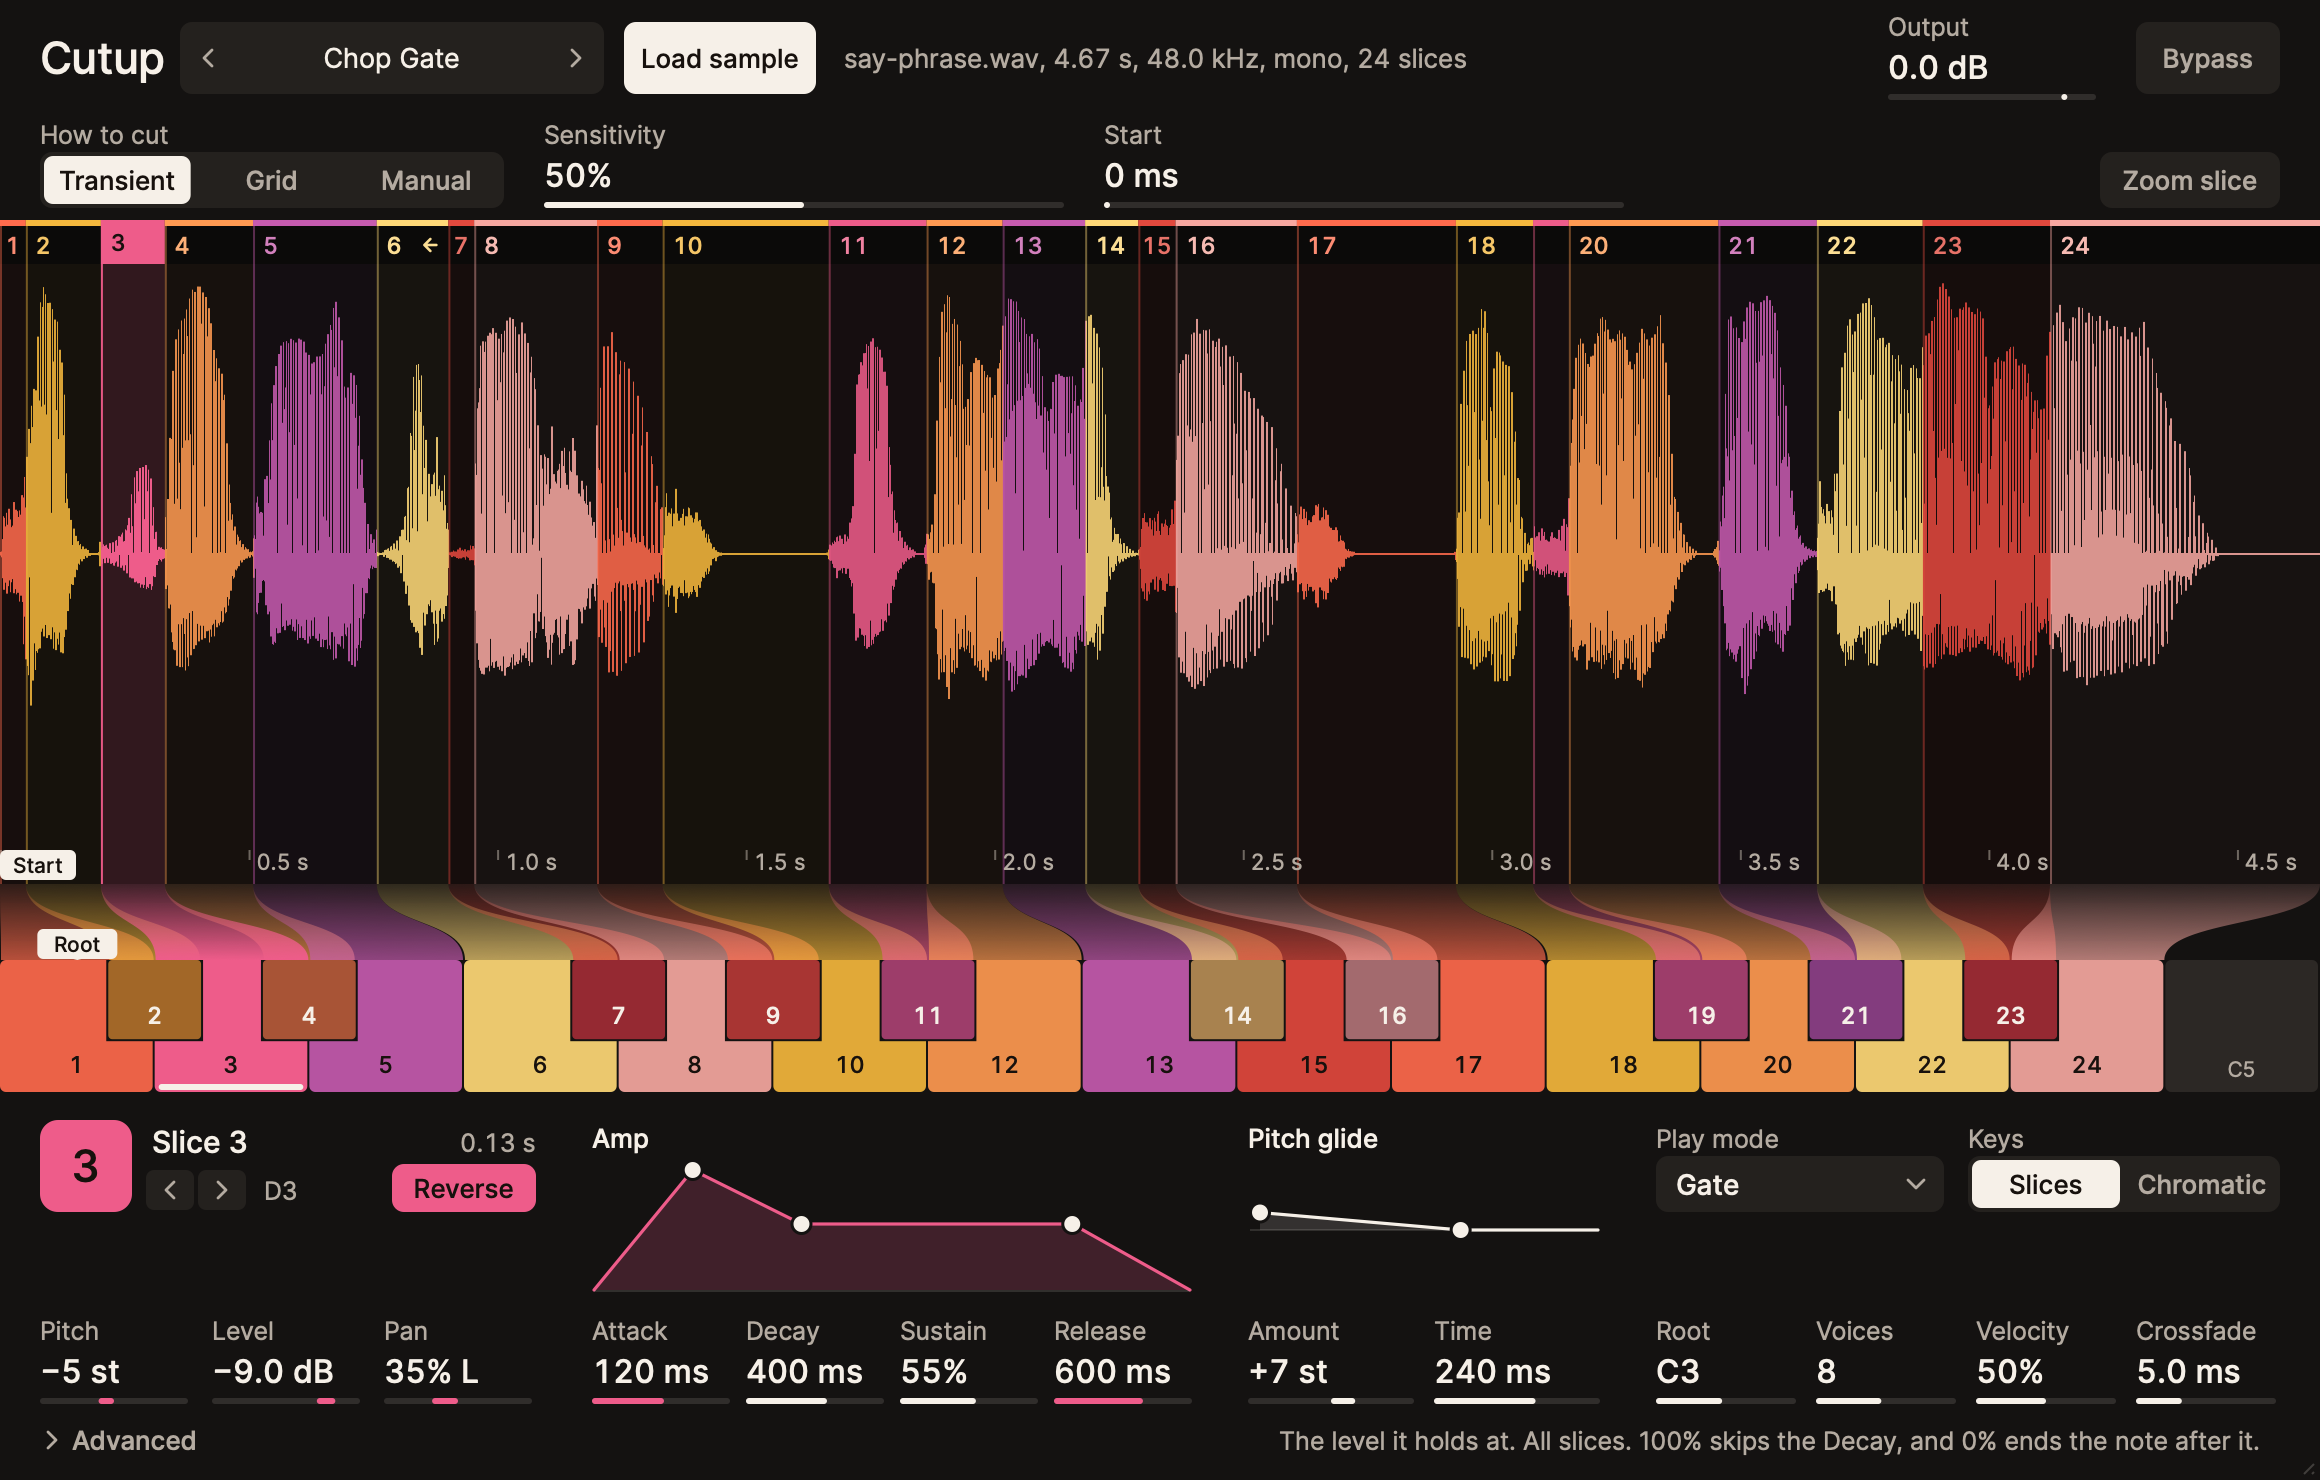 Cutup
Chop Gate
Load sample
say-phrase.wav, 4.67 s, 48.0 kHz, mono, 24 slices
Output
0.0 dB
Bypass
How to cut
Transient Grid Manual
Sensitivity
50%
Start
0 ms
Zoom slice
1 2 3 4 5 6 ← 7 8 9 10 11 12 13 14 15 16 17 18 20 21 22 23 24
Start
0.5 s 1.0 s 1.5 s 2.0 s 2.5 s 3.0 s 3.5 s 4.0 s 4.5 s
Root
2 4 7 9 11 14 16 19 21 23
1 3 5 6 8 10 12 13 15 17 18 20 22 24 C5
3
Slice 3
0.13 s
D3
Reverse
Amp
Pitch glide
Play mode
Gate
Keys
Slices Chromatic
Pitch Level Pan Attack Decay Sustain Release Amount Time Root Voices Velocity Crossfade
−5 st −9.0 dB 35% L 120 ms 400 ms 55% 600 ms +7 st 240 ms C3 8 50% 5.0 ms
Advanced
The level it holds at. All slices. 100% skips the Decay, and 0% ends the note after it.